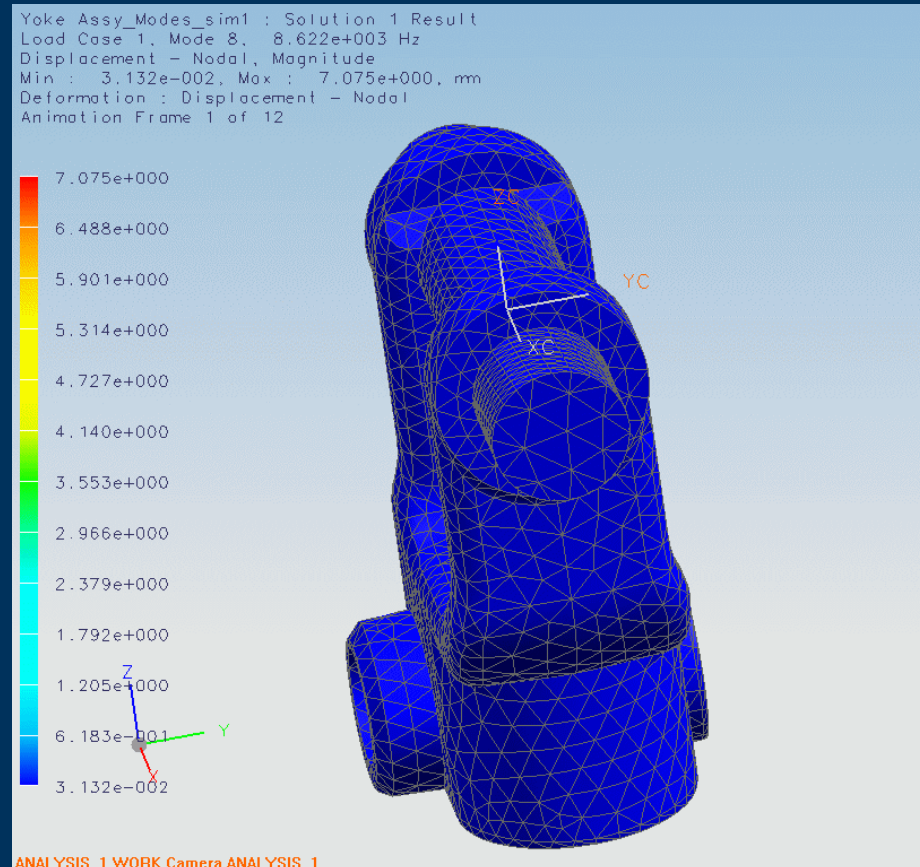 Yoke Assy_Modes_sim1 : Solution 1 Result
Load Case 1, Mode 8, 8.622e+003 Hz
Displacement - Nodal, Magnitude
Min : 3.132e-002, Max : 7.075e+000, mm
Deformation : Displacement - Nodal
Animation Frame 1 of 12
7.075e+000
6.488e+000
5.901e+000
5.314e+000
4.727e+000
4.140e+000
3.553e+000
2.966e+000
2.379e+000
1.792e+000
1.205e+000
6.183e-001
3.132e-002
ZC
YC
XC
Z
Y
X
ANALYSIS_1 WORK Camera ANALYSIS_1